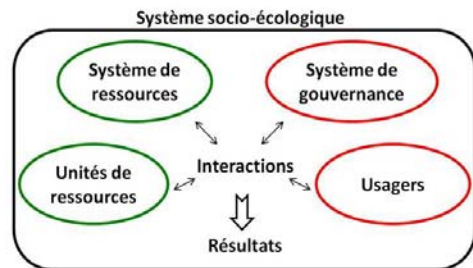 Système socio-écologique
Système de
ressources
Système de
gouvernance
Interactions
Unités de
ressources
Usagers
Résultats